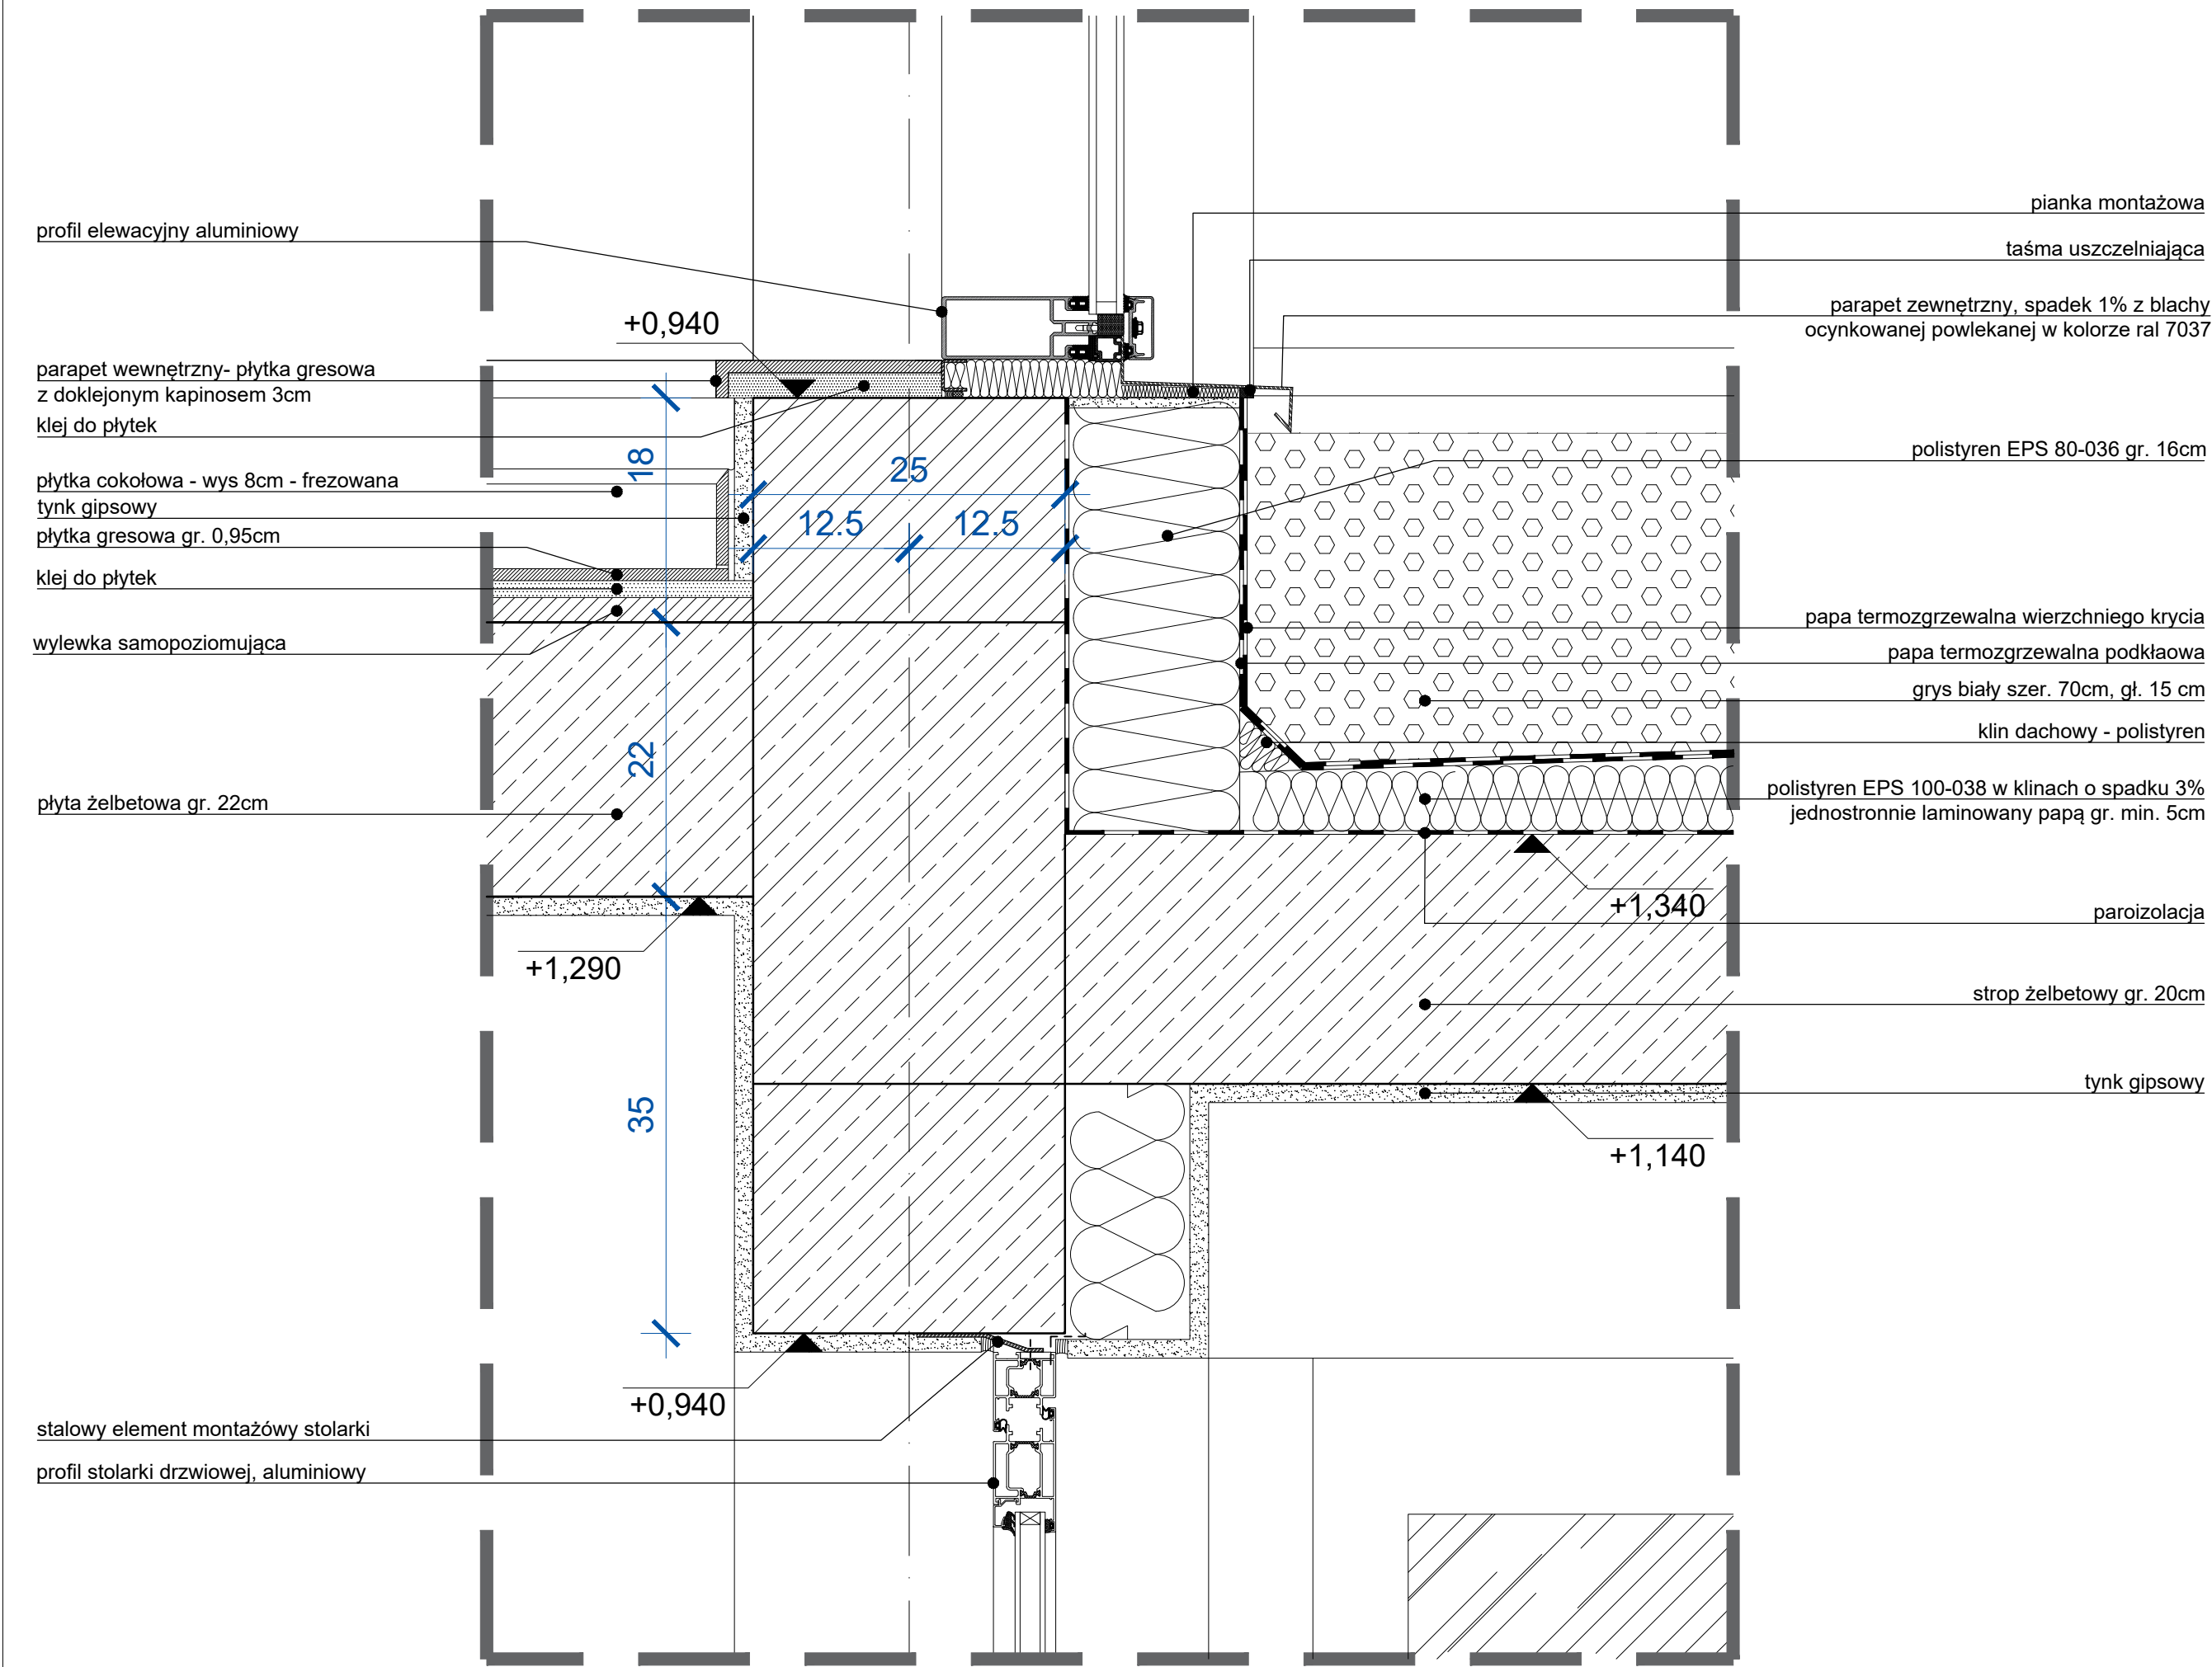 profil elewacyjny aluminiowy
+0,940
parapet wewnętrzny- płytka gresowa
z doklejonym kapinosem 3cm
klej do płytek
płytka cokołowa - wys 8cm - frezowana
tynk gipsowy
płytka gresowa gr. 0,95cm
klej do płytek
wylewka samopoziomująca
płyta żelbetowa gr. 22cm
18
22
35
25
12.5
12.5
+1,290
+0,940
stalowy element montażówy stolarki
profil stolarki drzwiowej, aluminiowy
pianka montażowa
taśma uszczelniająca
parapet zewnętrzny, spadek 1% z blachy
ocynkowanej powlekanej w kolorze ral 7037
polistyren EPS 80-036 gr. 16cm
papa termozgrzewalna wierzchniego krycia
papa termozgrzewalna podkłaowa
grys biały szer. 70cm, gł. 15 cm
klin dachowy - polistyren
polistyren EPS 100-038 w klinach o spadku 3%
jednostronnie laminowany papą gr. min. 5cm
+1,340
paroizolacja
strop żelbetowy gr. 20cm
tynk gipsowy
+1,140